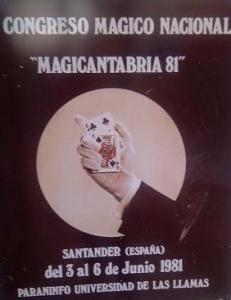 CONGRESO MAGICO NACIONAL
"MAGICANTABRIA 81"
SANTANDER (ESPAÑA)
del 3 al 6 de Junio 1981
PARANINFO UNIVERSIDAD DE LAS LLAMAS